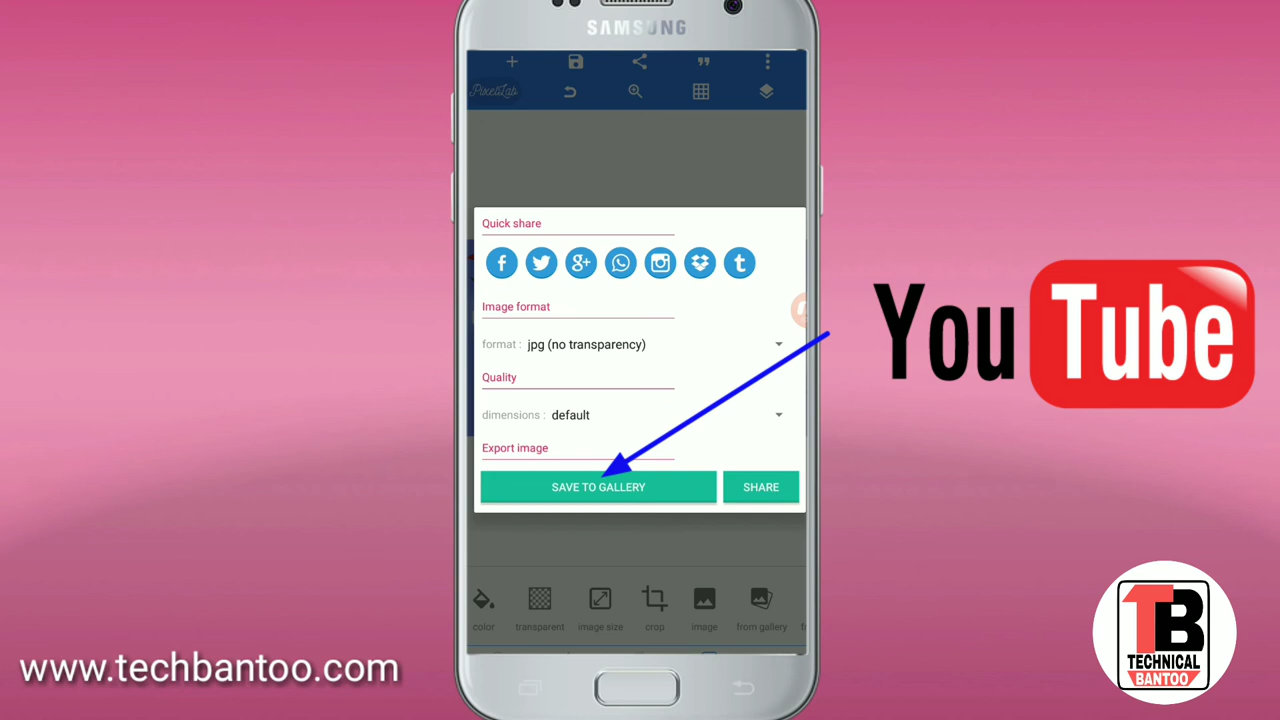 SAMSUNG
PixelLab
Quick share
Image format
format : jpg (no transparency)
Quality
dimensions : default
Export image
SAVE TO GALLERY SHARE
color transparent image size crop image from gallery
YouTube
www.techbantoo.com
TB
TECHNICAL
BANTOO